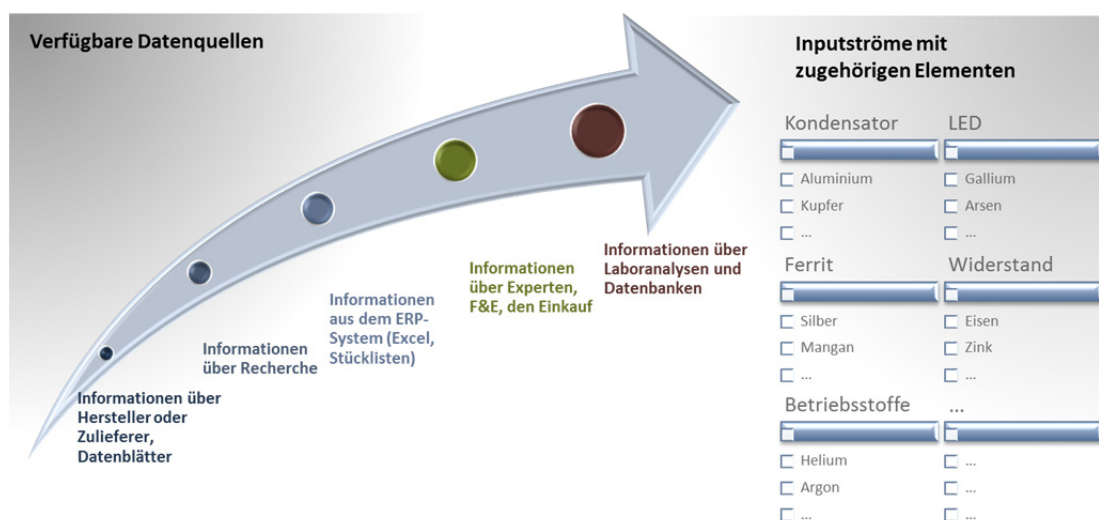 Verfügbare Datenquellen
Informationen über
Hersteller oder
Zulieferer,
Datenblätter
Informationen
über Recherche
Informationen
aus dem ERP-
System (Excel,
Stücklisten)
Informationen
über Experten,
F&E, den Einkauf
Informationen über
Laboranalysen und
Datenbanken
Inputströme mit
zugehörigen Elementen
Kondensator
Aluminium
Kupfer
...
LED
Gallium
Arsen
...
Ferrit
Silber
Mangan
...
Widerstand
Eisen
Zink
...
Betriebsstoffe
Helium
Argon
...
...
...
...
...